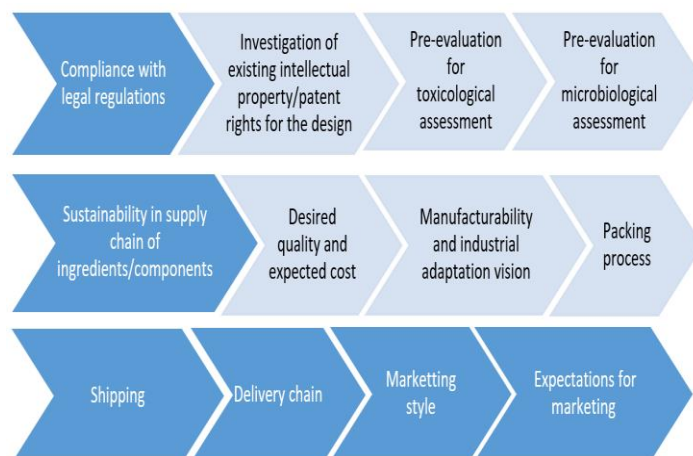 Compliance with
legal regulations
Investigation of
existing intellectual
property/patent
rights for the design
Pre-evaluation
for
toxicological
assessment
Pre-evaluation
for
microbiological
assessment
Sustainability in supply
chain of
ingredients/components
Desired
quality and
expected cost
Manufacturability
and industrial
adaptation vision
Packing
process
Shipping
Delivery chain
Marketting
style
Expectations for
marketing